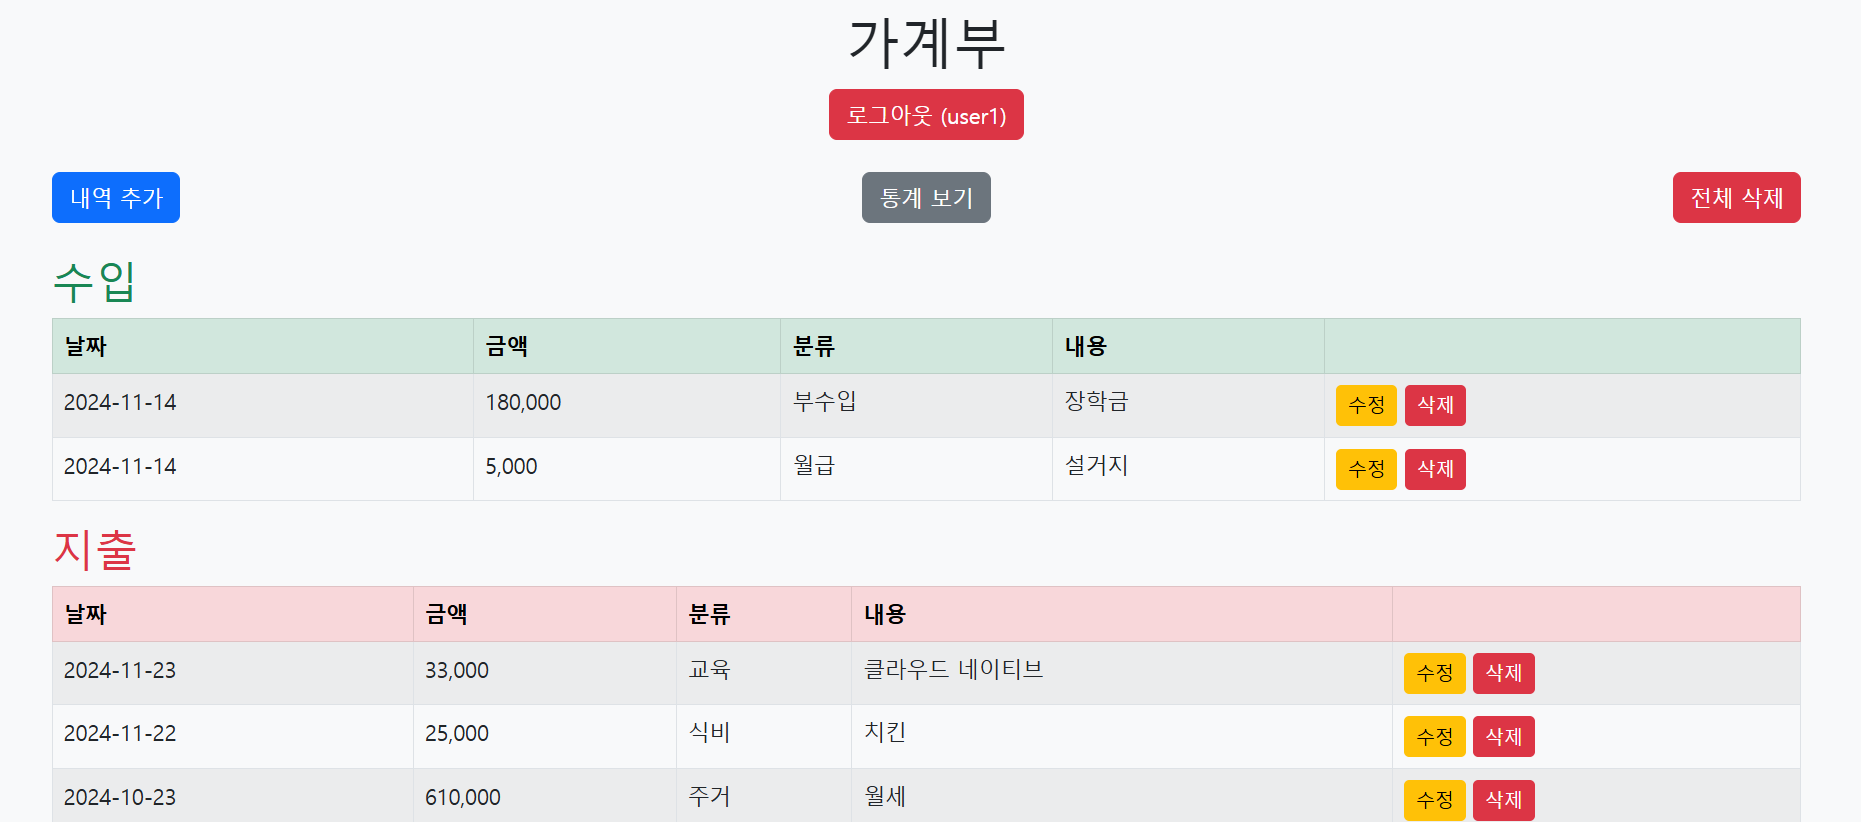 가계부
로그아웃 (user1)
내역 추가 통계 보기 전체 삭제
수입
날짜 금액 분류 내용
2024-11-14 180,000 부수입 장학금 수정 삭제
2024-11-14 5,000 월급 설거지 수정 삭제
지출
날짜 금액 분류 내용
2024-11-23 33,000 교육 클라우드 네이티브 수정 삭제
2024-11-22 25,000 식비 치킨 수정 삭제
2024-10-23 610,000 주거 월세 수정 삭제